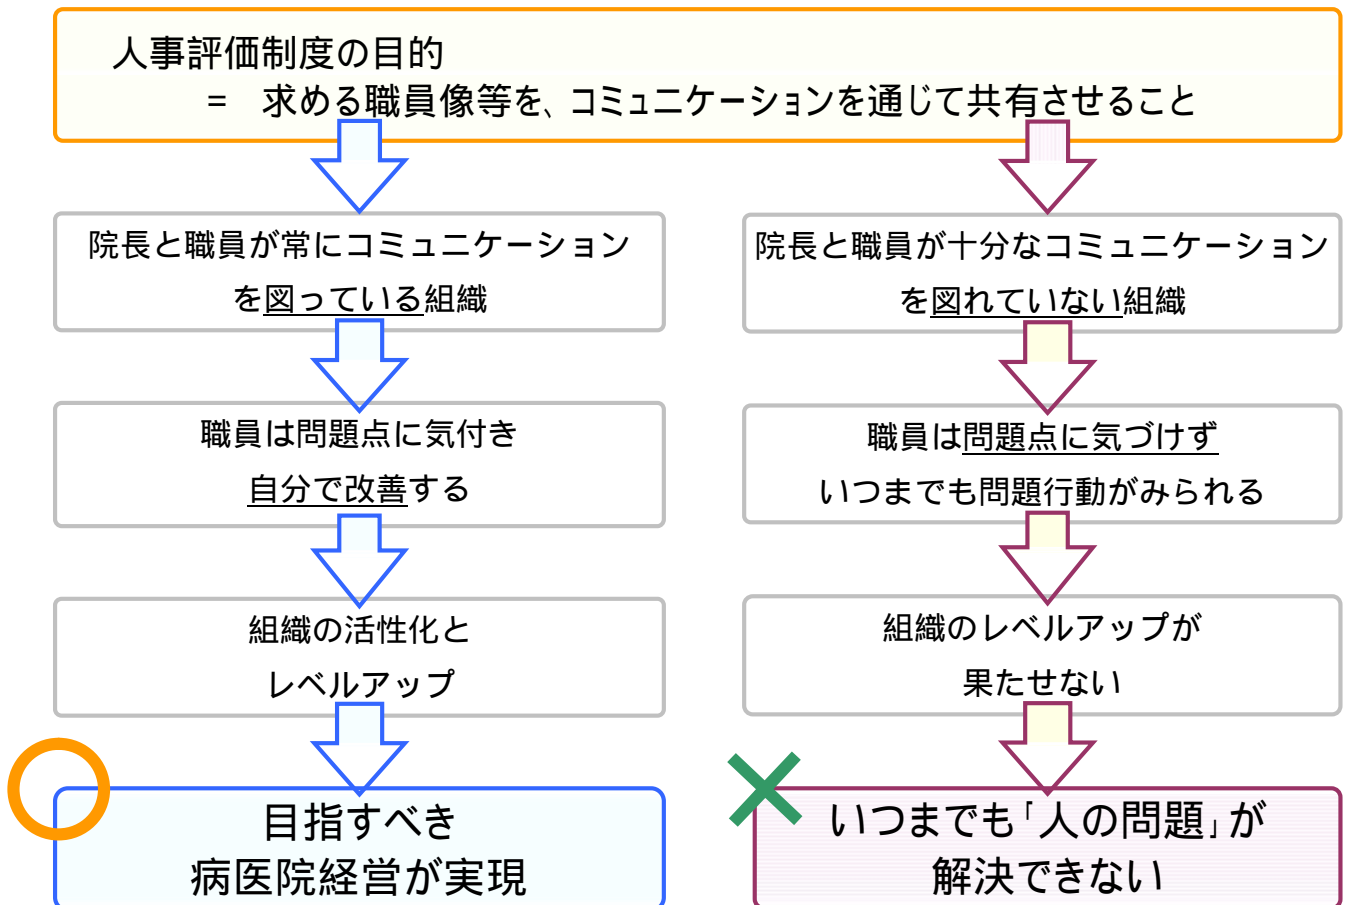 人事評価制度の目的
= 求める職員像等を、コミュニケーションを通じて共有させること
院長と職員が常にコミュニケーション
を図っている組織
職員は問題点に気付き
自分で改善する
組織の活性化と
レベルアップ
目指すべき
病医院経営が実現
院長と職員が十分なコミュニケーション
を図れていない組織
職員は問題点に気づけず
いつまでも問題行動がみられる
組織のレベルアップが
果たせない
いつまでも「人の問題」が
解決できない